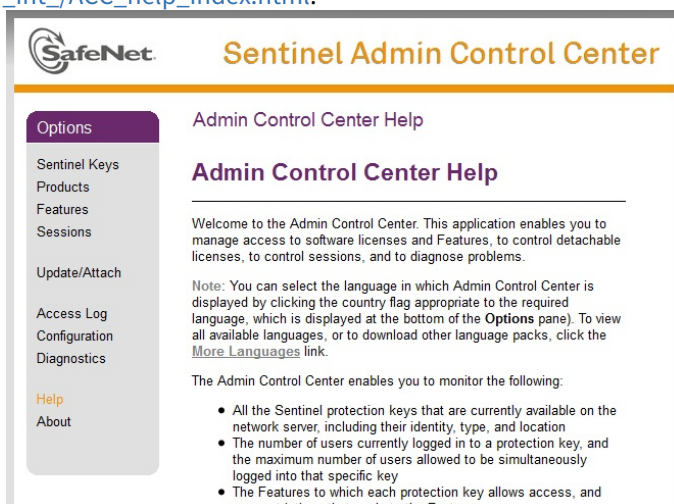 _int_/ACC_help_index.html.
SafeNet.
Sentinel Admin Control Center
Options
Sentinel Keys
Products
Features
Sessions
Update/Attach
Access Log
Configuration
Diagnostics
Help
About
Admin Control Center Help
Admin Control Center Help
Welcome to the Admin Control Center. This application enables you to
manage access to software licenses and Features, to control detachable
licenses, to control sessions, and to diagnose problems.
Note: You can select the language in which Admin Control Center is
displayed by clicking the country flag appropriate to the required
language, which is displayed at the bottom of the Options pane). To view
all available languages, or to download other language packs, click the
More Languages link.
The Admin Control Center enables you to monitor the following:
• All the Sentinel protection keys that are currently available on the
network server, including their identity, type, and location
• The number of users currently logged in to a protection key, and
the maximum number of users allowed to be simultaneously
logged into that specific key
• The Features to which each protection key allows access, and